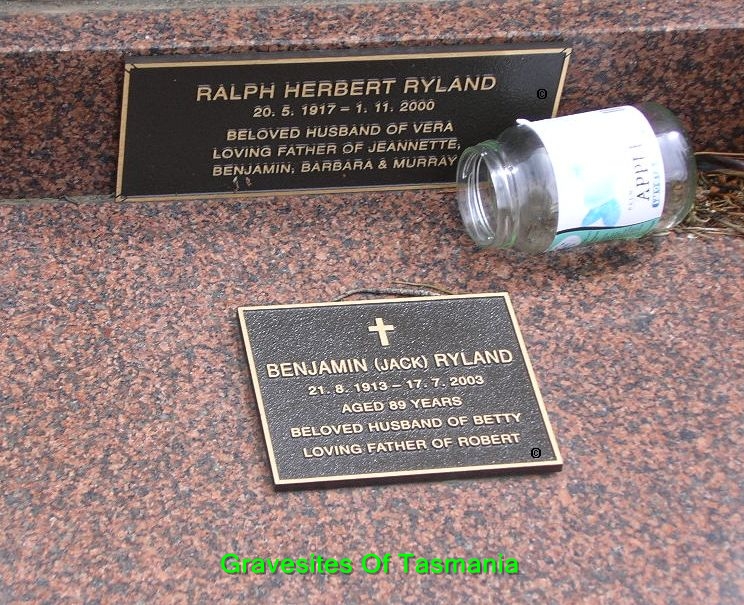 RALPH HERBERT RYLAND
20. 5. 1917 – 1. 11. 2000
BELOVED HUSBAND OF VERA
LOVING FATHER OF JEANNETTE,
BENJAMIN, BARBARA & MURRAY
©
APPLE
BENJAMIN (JACK) RYLAND
21. 8. 1913 – 17. 7. 2003
AGED 89 YEARS
BELOVED HUSBAND OF BETTY
LOVING FATHER OF ROBERT
©
Gravesites Of Tasmania